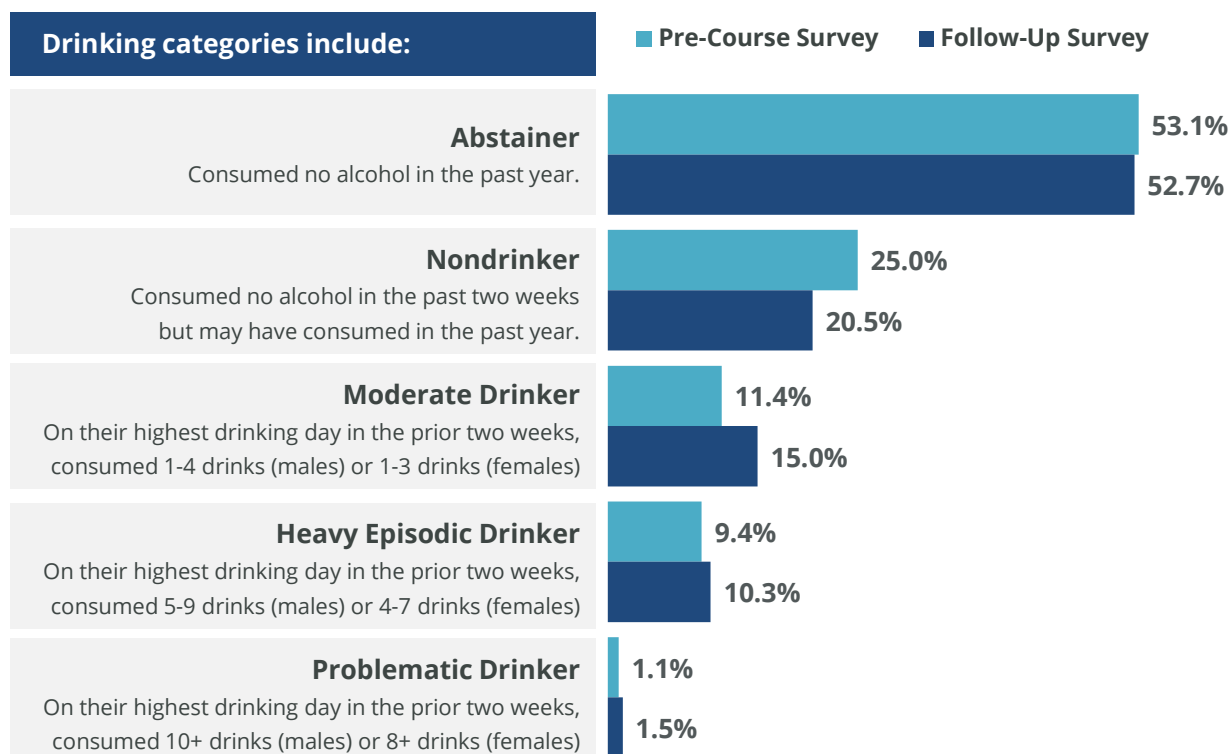 Drinking categories include:
Pre-Course Survey
Follow-Up Survey
Abstainer
Consumed no alcohol in the past year.
53.1%
52.7%
Nondrinker
Consumed no alcohol in the past two weeks
but may have consumed in the past year.
25.0%
20.5%
Moderate Drinker
On their highest drinking day in the prior two weeks,
consumed 1-4 drinks (males) or 1-3 drinks (females)
11.4%
15.0%
Heavy Episodic Drinker
On their highest drinking day in the prior two weeks,
consumed 5-9 drinks (males) or 4-7 drinks (females)
9.4%
10.3%
Problematic Drinker
On their highest drinking day in the prior two weeks,
consumed 10+ drinks (males) or 8+ drinks (females)
1.1%
1.5%